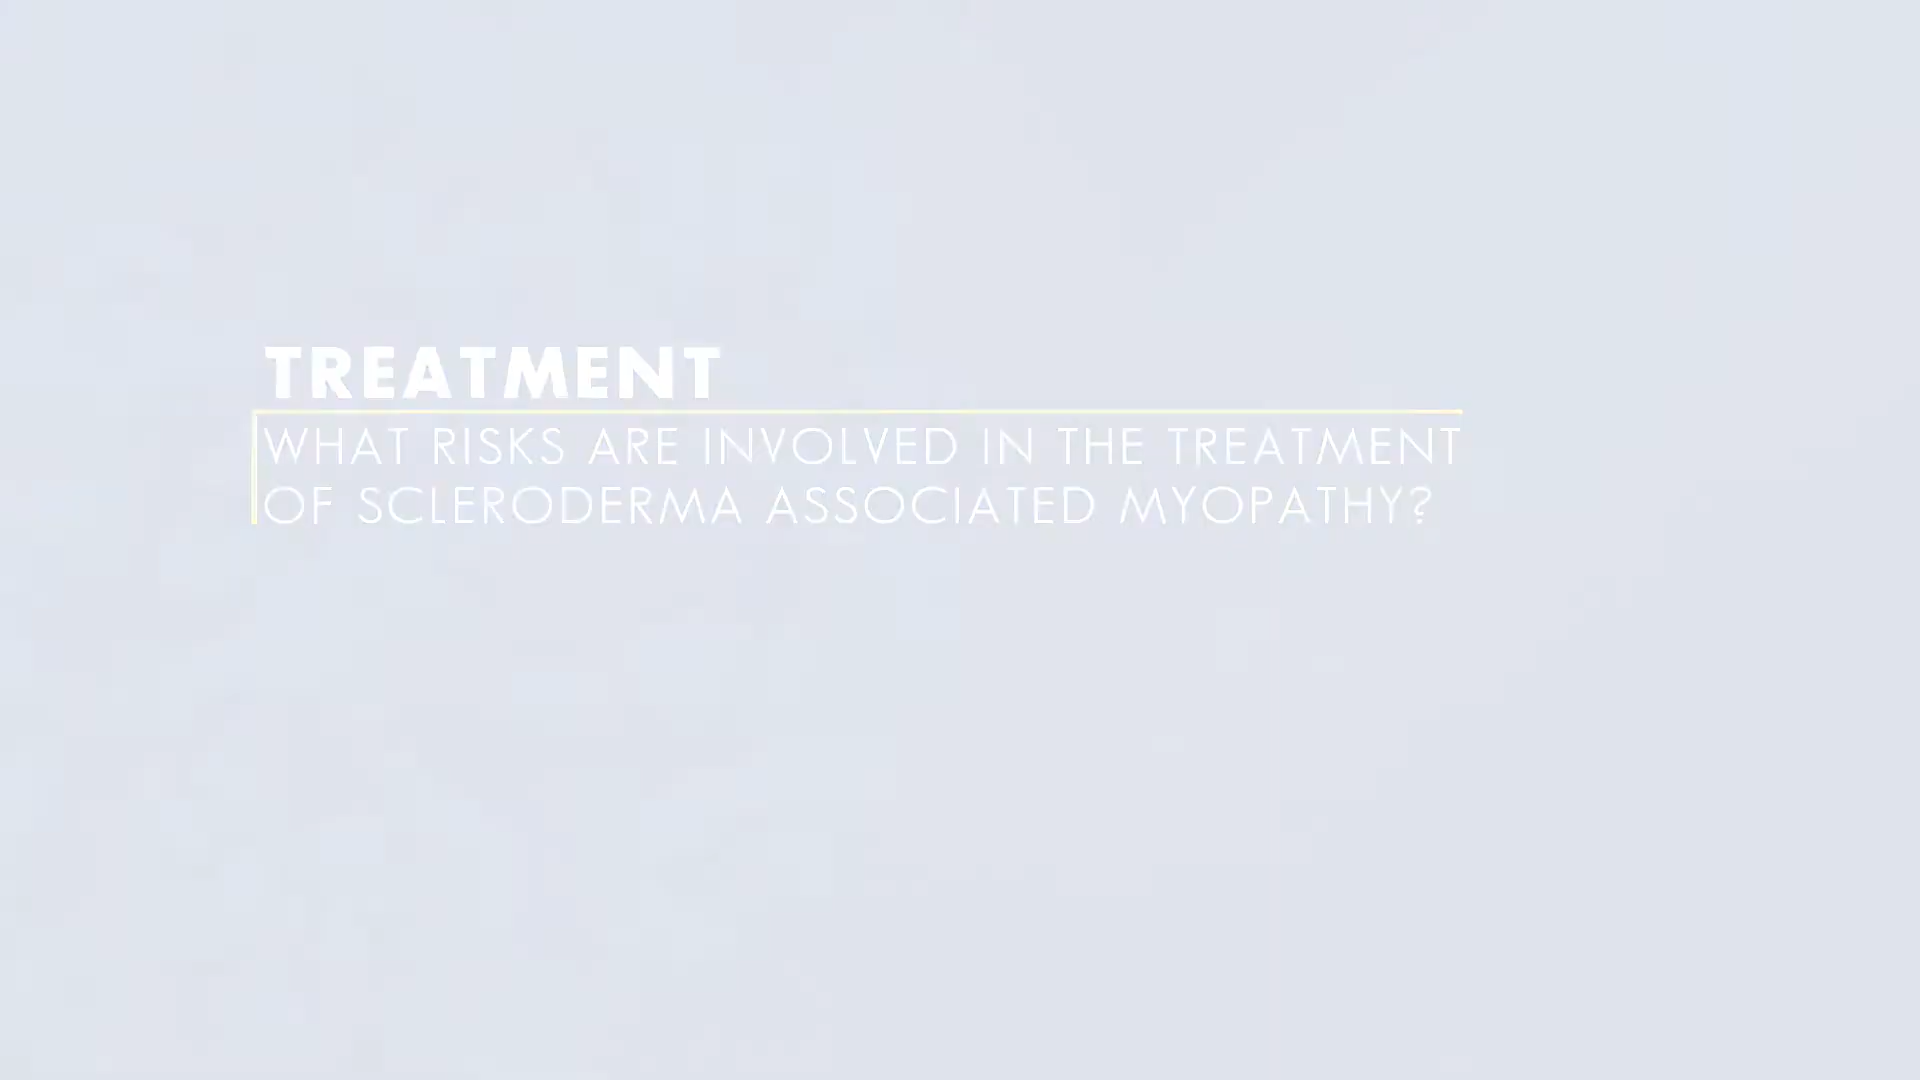 TREATMENT
WHAT RISKS ARE INVOLVED IN THE TREATMENT
OF SCLERODERMA ASSOCIATED MYOPATHY?